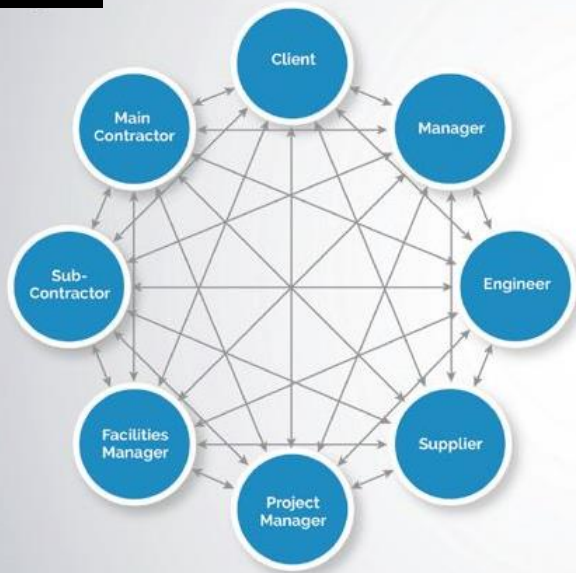 Client
Main
Contractor
Manager
Sub-
Contractor
Engineer
Facilities
Manager
Supplier
Project
Manager